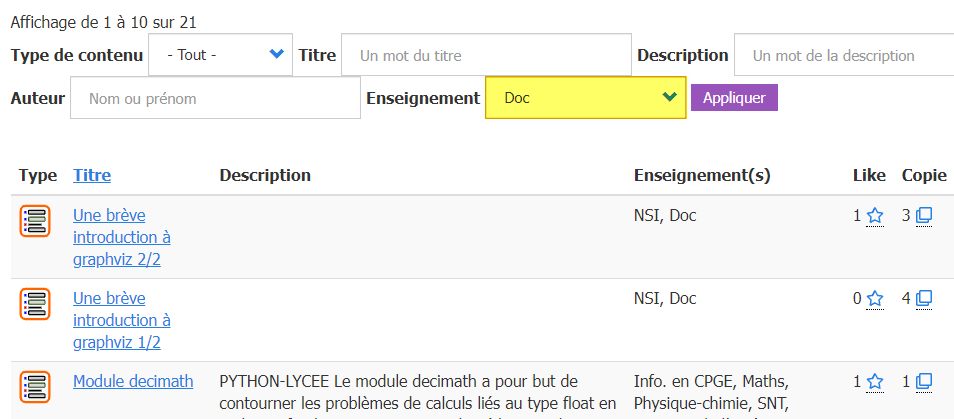 Affichage de 1 à 10 sur 21
Type de contenu - Tout - Titre Un mot du titre Description Un mot de la description
Auteur Nom ou prénom Enseignement Doc Appliquer
Type Titre Description Enseignement(s) Like Copie
Une brève introduction à graphviz 2/2 NSI, Doc 1 3
Une brève introduction à graphviz 1/2 NSI, Doc 0 4
Module decimath PYTHON-LYCEE Le module decimath a pour but de Info. en CPGE, Maths, 1 1
contourner les problèmes de calculs liés au type float en Physique-chimie, SNT,